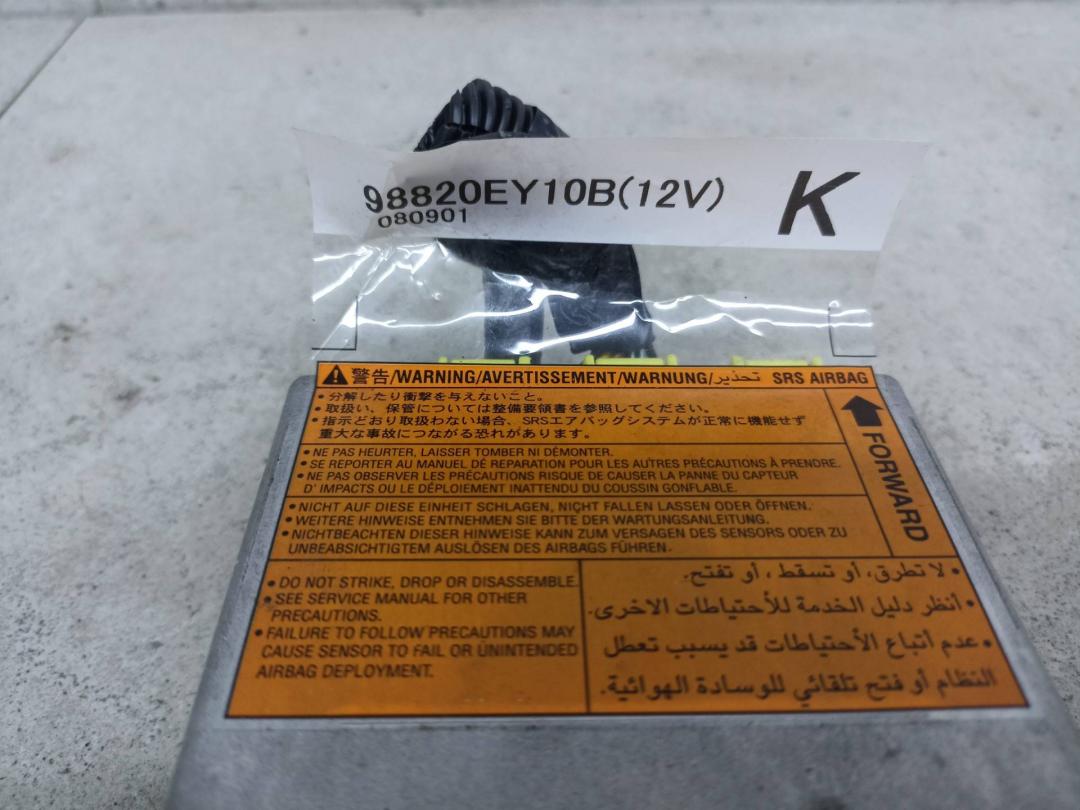 98820EY10B(12V)
K
080901
警告/WARNING/AVERTISSEMENT/WARNUNG/تحذير SRS AIRBAG
• 分解したり衝撃を与えないこと。
• 取扱い、保管については整備要領書を参照してください。
• 指示どおり取扱わない場合、SRSエアバッグシステムが正常に機能せず
重大な事故につながる恐れがあります。
FORWARD
• NE PAS HEURTER, LAISSER TOMBER NI DÉMONTER.
• SE REPORTER AU MANUEL DE REPARATION POUR LES AUTRES PRÉCAUTIONS À PRENDRE.
• NE PAS OBSERVER LES PRÉCAUTIONS RISQUE DE CAUSER LA PANNE DU CAPTEUR
D' IMPACTS OU LE DÉPLOIEMENT INATTENDU DU COUSSIN GONFLABLE.
• NICHT AUF DIESE EINHEIT SCHLAGEN, NICHT FALLEN LASSEN ODER ÖFFNEN.
• WEITERE HINWEISE ENTNEHMEN SIE BITTE DER WARTUNGSANLEITUNG.
• NICHTBEACHTEN DIESER HINWEISE KANN ZUM VERSAGEN DES SENSORS ODER ZU
UNBEABSICHTIGTEM AUSLÖSEN DES AIRBAGS FÜHREN.
• DO NOT STRIKE, DROP OR DISASSEMBLE.
• SEE SERVICE MANUAL FOR OTHER
PRECAUTIONS.
• FAILURE TO FOLLOW PRECAUTIONS MAY
CAUSE SENSOR TO FAIL OR UNINTENDED
AIRBAG DEPLOYMENT.
• لا تطرق، أو تسقط ، أو تفتح.
• أنظر دليل الخدمة للأحتياطات الاخرى.
• عدم أتباع الأحتياطات قد يسبب تعطل
النظام أو فتح تلقائي للوسادة الهوائية.